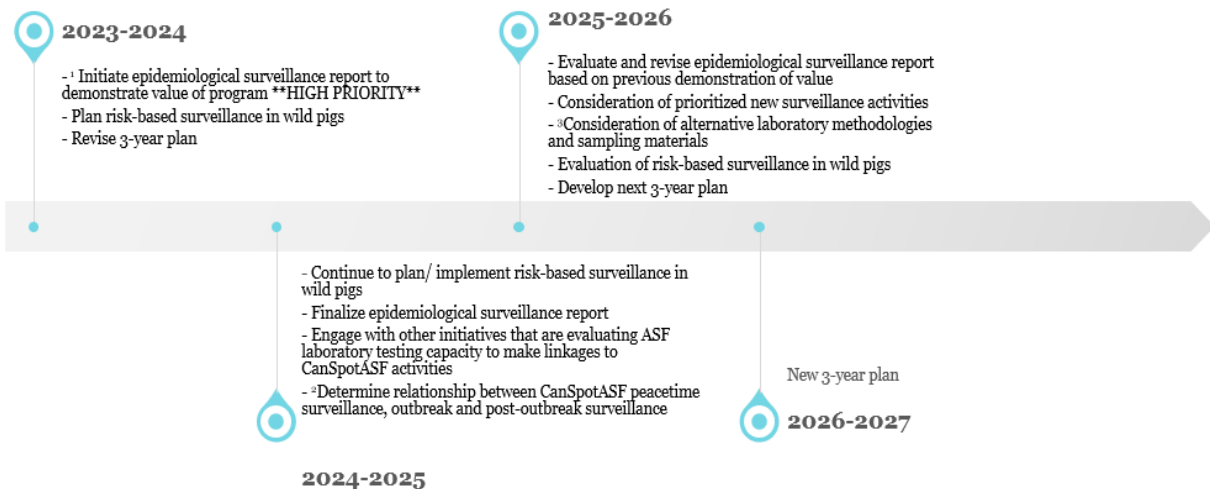 2023-2024
- ¹ Initiate epidemiological surveillance report to
demonstrate value of program **HIGH PRIORITY**
- Plan risk-based surveillance in wild pigs
- Revise 3-year plan
2025-2026
- Evaluate and revise epidemiological surveillance report
based on previous demonstration of value
- Consideration of prioritized new surveillance activities
- ³Consideration of alternative laboratory methodologies
and sampling materials
- Evaluation of risk-based surveillance in wild pigs
- Develop next 3-year plan
- Continue to plan/ implement risk-based surveillance in
wild pigs
- Finalize epidemiological surveillance report
- Engage with other initiatives that are evaluating ASF
laboratory testing capacity to make linkages to
CanSpotASF activities
- ²Determine relationship between CanSpotASF peacetime
surveillance, outbreak and post-outbreak surveillance
2024-2025
New 3-year plan
2026-2027